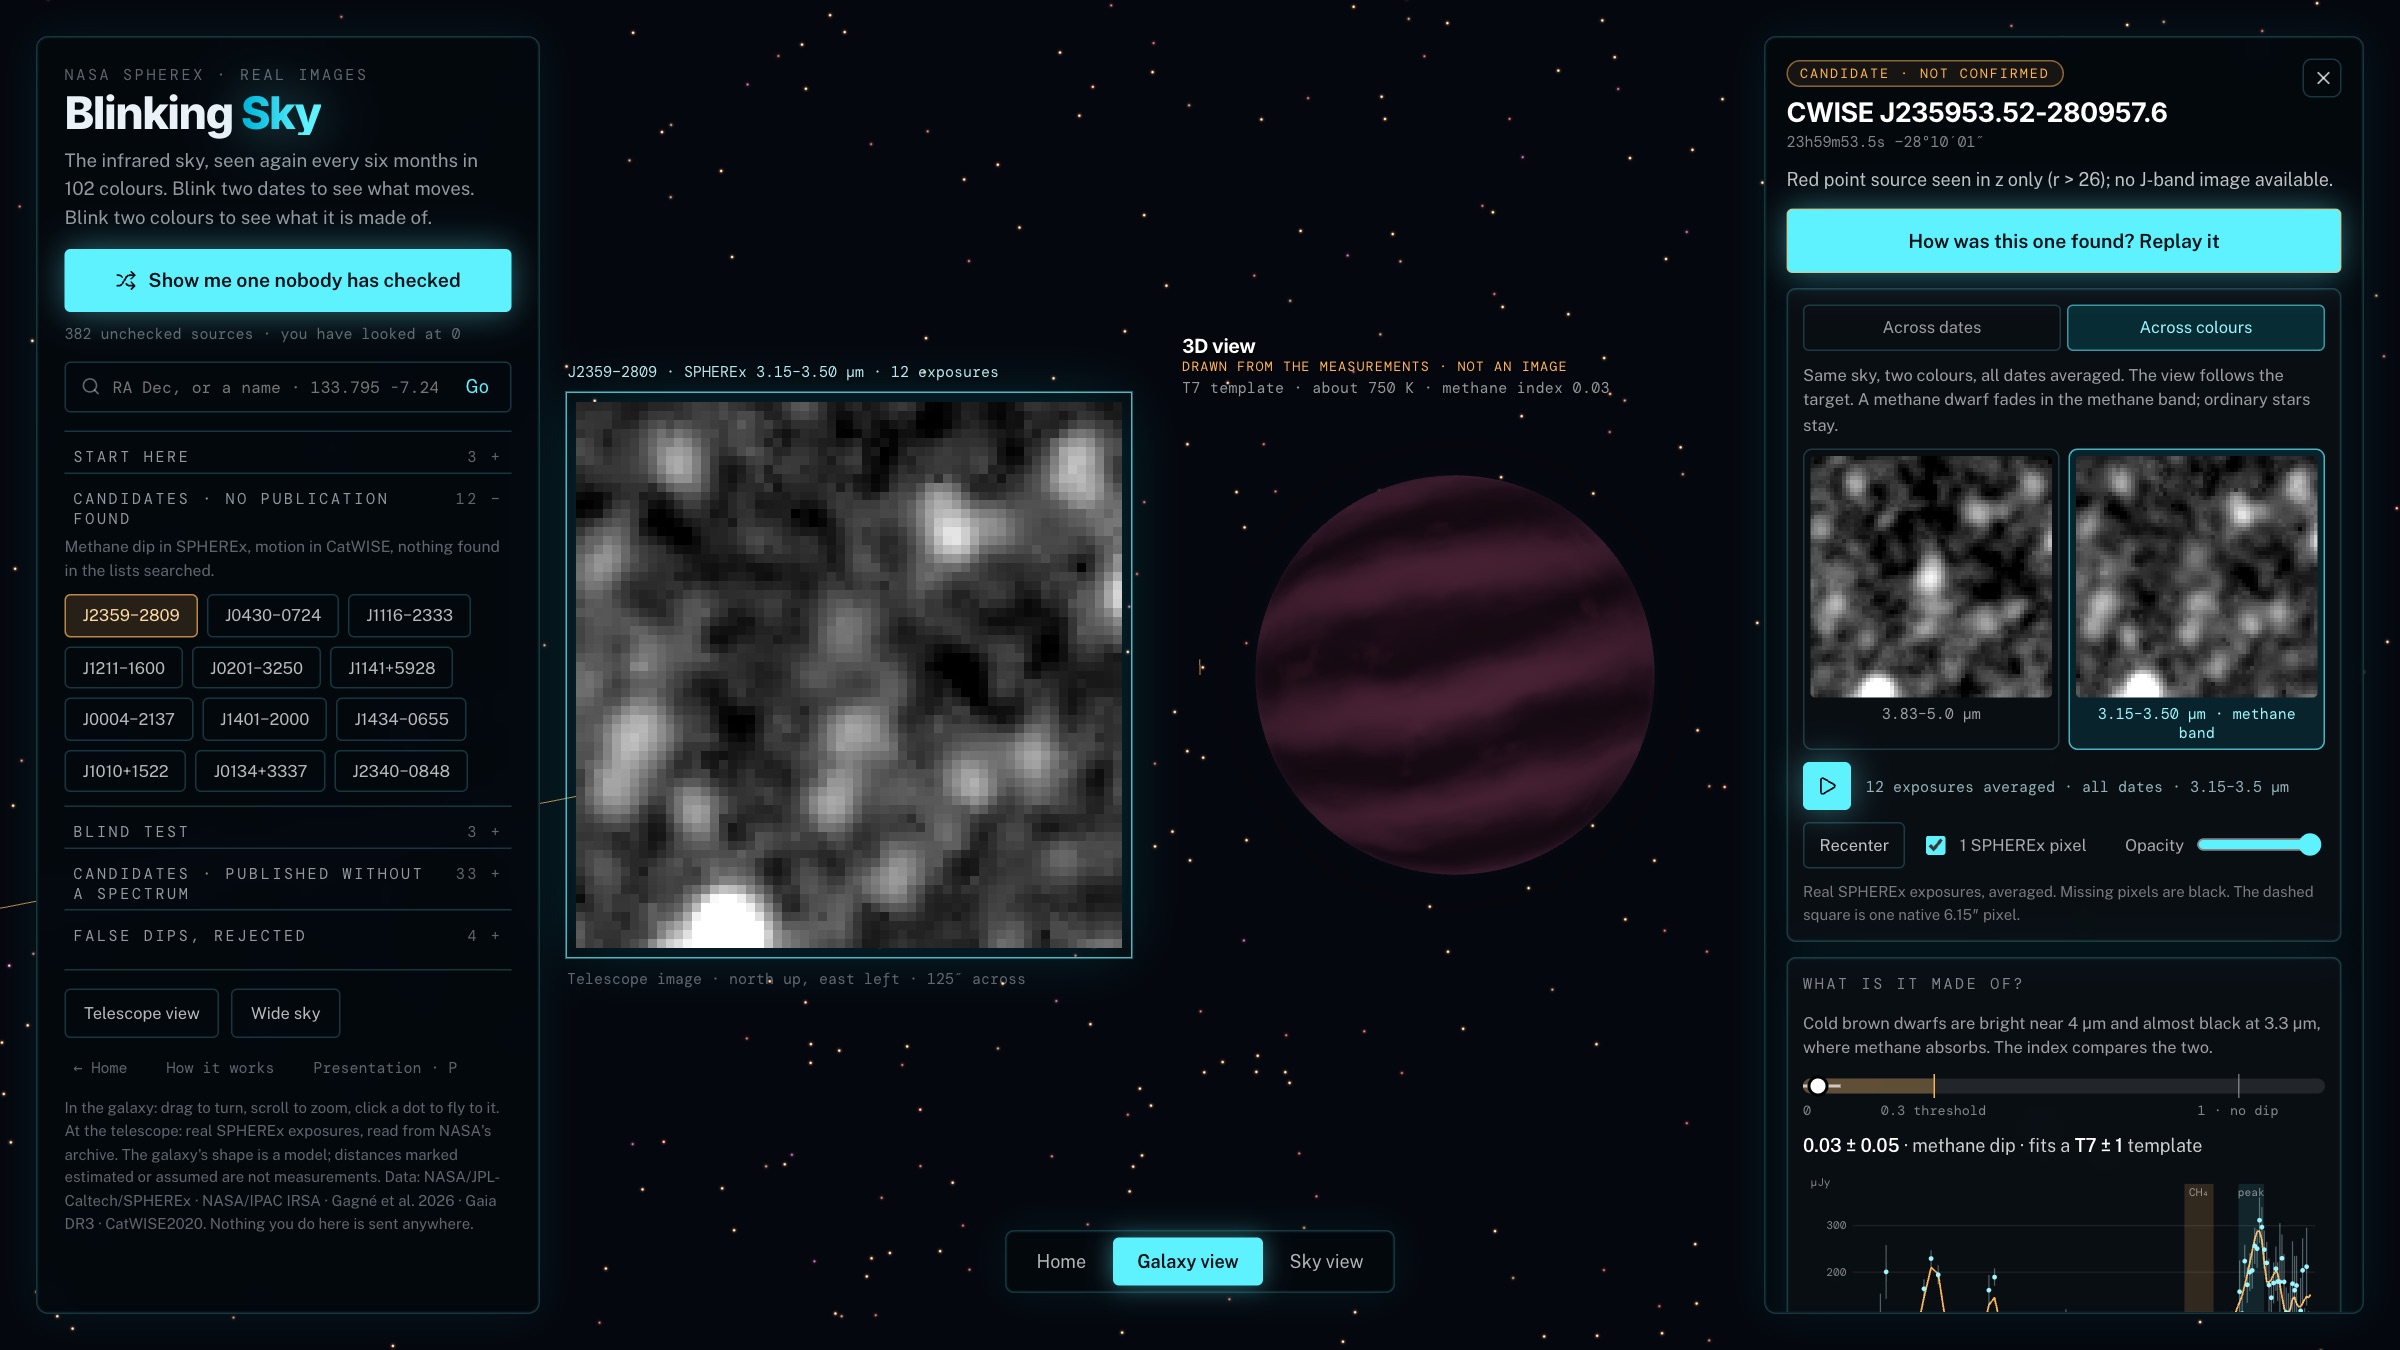 NASA SPHEREX · REAL IMAGES
Blinking Sky
The infrared sky, seen again every six months in
102 colours. Blink two dates to see what moves.
Blink two colours to see what it is made of.
Show me one nobody has checked
382 unchecked sources · you have looked at 0
RA Dec, or a name · 133.795 -7.24
Go
START HERE 3 +
CANDIDATES · NO PUBLICATION
FOUND
12 −
Methane dip in SPHEREx, motion in CatWISE, nothing found
in the lists searched.
J2359−2809 J0430−0724 J1116−2333
J1211−1600 J0201−3250 J1141+5928
J0004−2137 J1401−2000 J1434−0655
J1010+1522 J0134+3337 J2340−0848
BLIND TEST 3 +
CANDIDATES · PUBLISHED WITHOUT
A SPECTRUM
33 +
FALSE DIPS, REJECTED 4 +
Telescope view Wide sky
← Home How it works Presentation · P
In the galaxy: drag to turn, scroll to zoom, click a dot to fly to it.
At the telescope: real SPHEREx exposures, read from NASA's
archive. The galaxy's shape is a model; distances marked
estimated or assumed are not measurements. Data: NASA/JPL-
Caltech/SPHEREx · NASA/IPAC IRSA · Gagné et al. 2026 · Gaia
DR3 · CatWISE2020. Nothing you do here is sent anywhere.
J2359−2809 · SPHEREx 3.15–3.50 µm · 12 exposures
Telescope image · north up, east left · 125″ across
3D view
DRAWN FROM THE MEASUREMENTS · NOT AN IMAGE
T7 template · about 750 K · methane index 0.03
Home Galaxy view Sky view
CANDIDATE · NOT CONFIRMED
CWISE J235953.52-280957.6
23h59m53.5s −28°10′01″
Red point source seen in z only (r > 26); no J-band image available.
How was this one found? Replay it
Across dates Across colours
Same sky, two colours, all dates averaged. The view follows the
target. A methane dwarf fades in the methane band; ordinary stars
stay.
3.83–5.0 µm
3.15–3.50 µm · methane
band
12 exposures averaged · all dates · 3.15–3.5 µm
Recenter 1 SPHEREx pixel Opacity
Real SPHEREx exposures, averaged. Missing pixels are black. The dashed
square is one native 6.15″ pixel.
WHAT IS IT MADE OF?
Cold brown dwarfs are bright near 4 µm and almost black at 3.3 µm,
where methane absorbs. The index compares the two.
0 0.3 threshold 1 · no dip
0.03 ± 0.05 · methane dip · fits a T7 ± 1 template
µJy
CH₄ peak
300
200